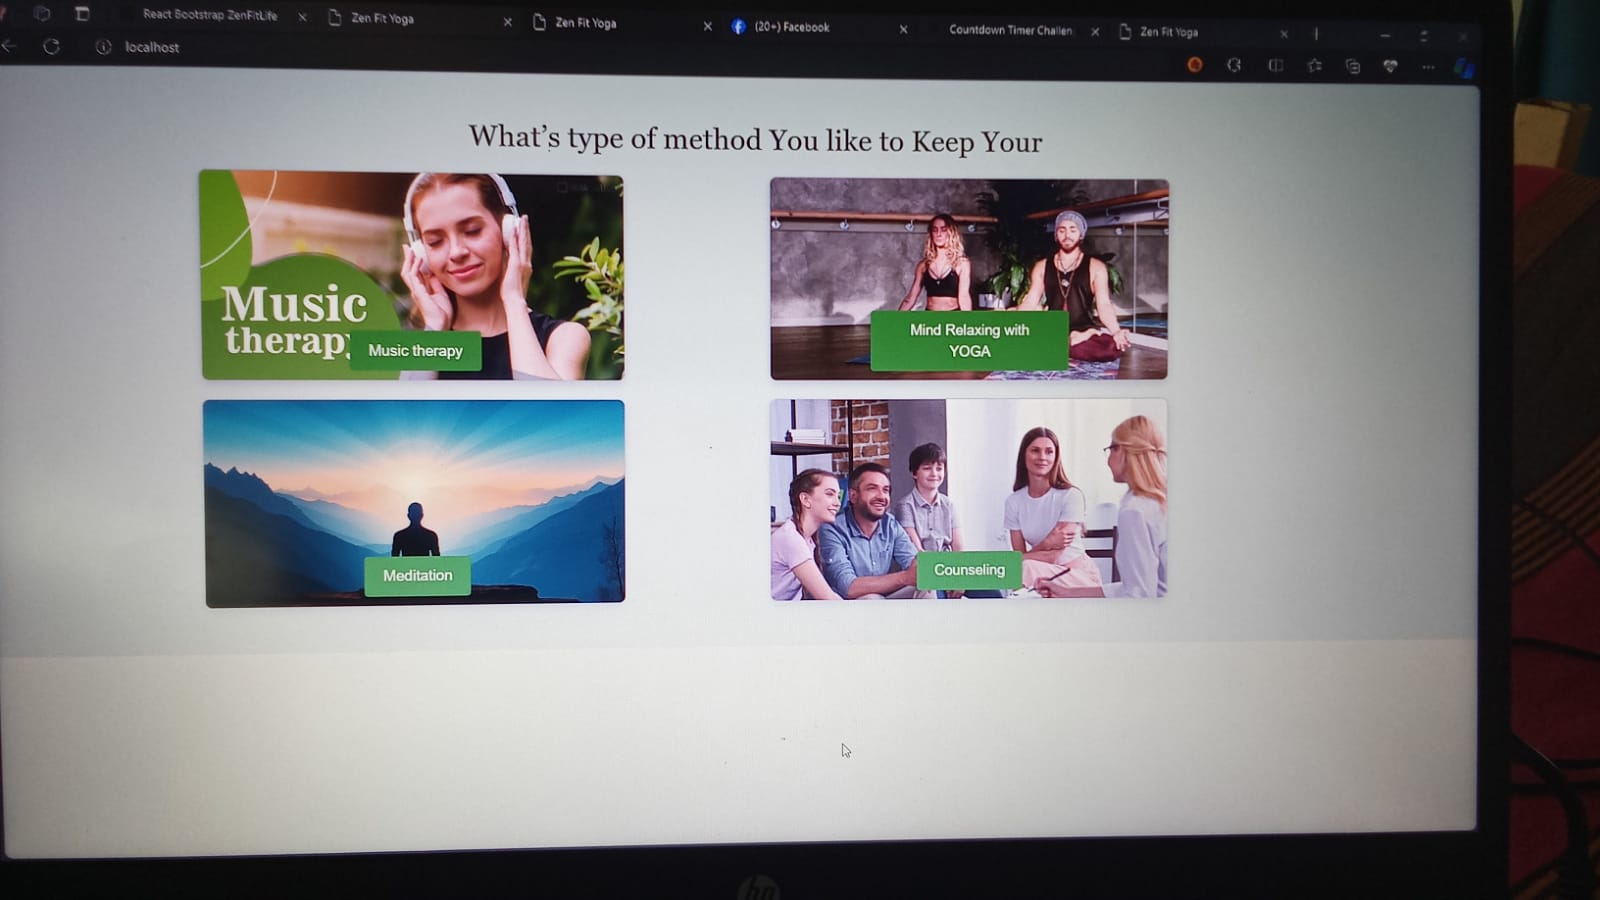 React Bootstrap ZenFitLife
Zen Fit Yoga
Zen Fit Yoga
(20+) Facebook
Countdown Timer Challen
Zen Fit Yoga
localhost
What's type of method You like to Keep Your
Music
therapy
Music therapy
Mind Relaxing with
YOGA
Meditation
Counseling
hp